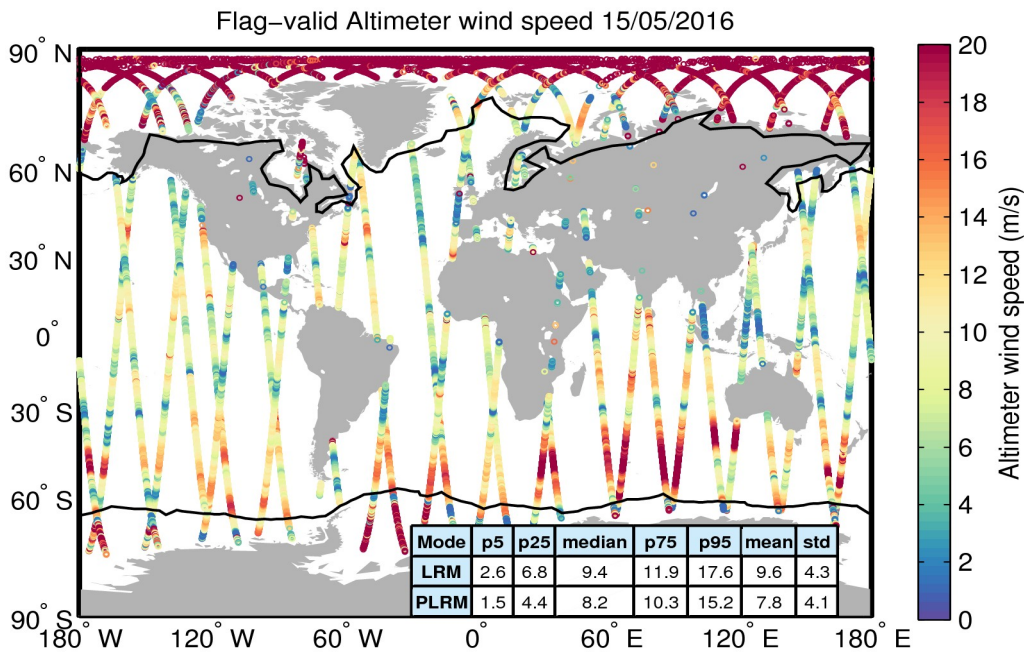 Flag−valid Altimeter wind speed 15/05/2016
90° N
60° N
30° N
0°
30° S
60° S
90° S
180° W
120° W
60° W
0°
60° E
120° E
180° E
20
18
16
14
12
10
8
6
4
2
0
Altimeter wind speed (m/s)
Mode p5 p25 median p75 p95 mean std
LRM 2.6 6.8 9.4 11.9 17.6 9.6 4.3
PLRM 1.5 4.4 8.2 10.3 15.2 7.8 4.1